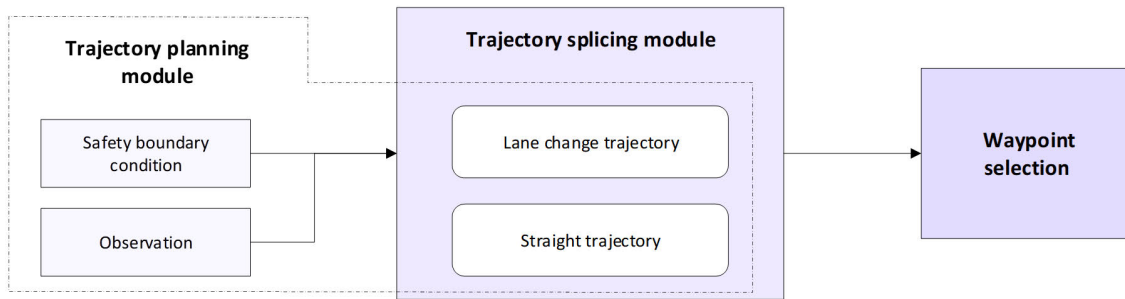 Trajectory planning
module
Safety boundary
condition
Observation
Trajectory splicing module
Lane change trajectory
Straight trajectory
Waypoint
selection